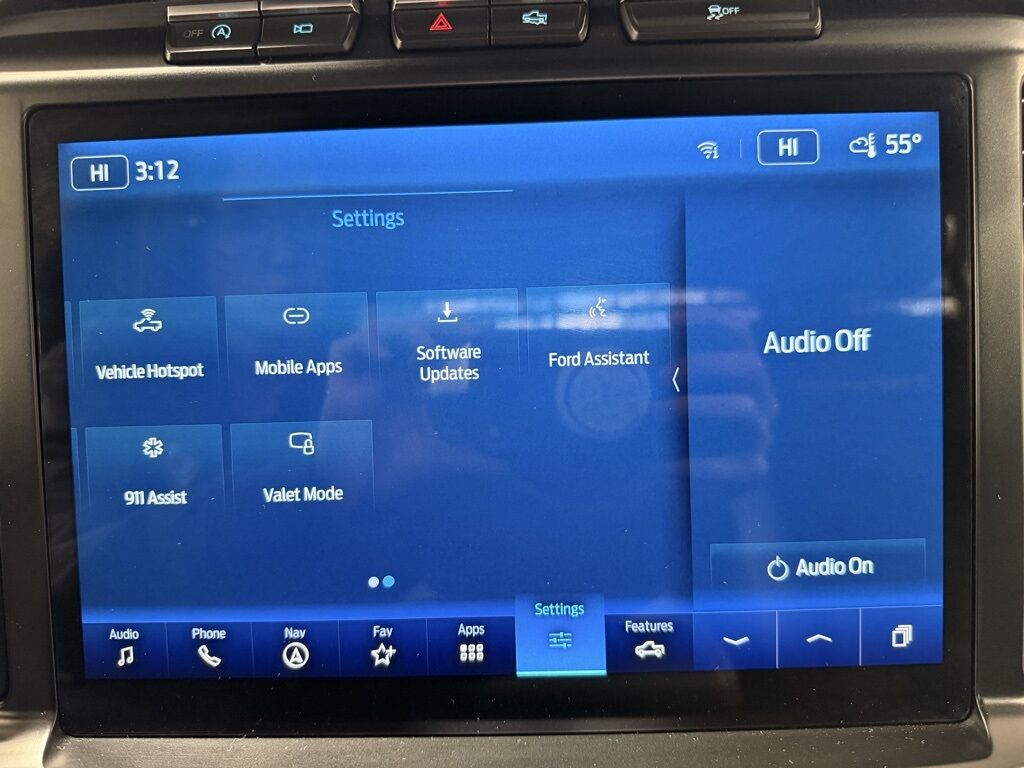 OFF
OFF
HI 3:12
HI 55°
Settings
Vehicle Hotspot
Mobile Apps
Software
Updates
Ford Assistant
Audio Off
911 Assist
Valet Mode
Audio On
Audio
Phone
Nav
Fav
Apps
Settings
Features